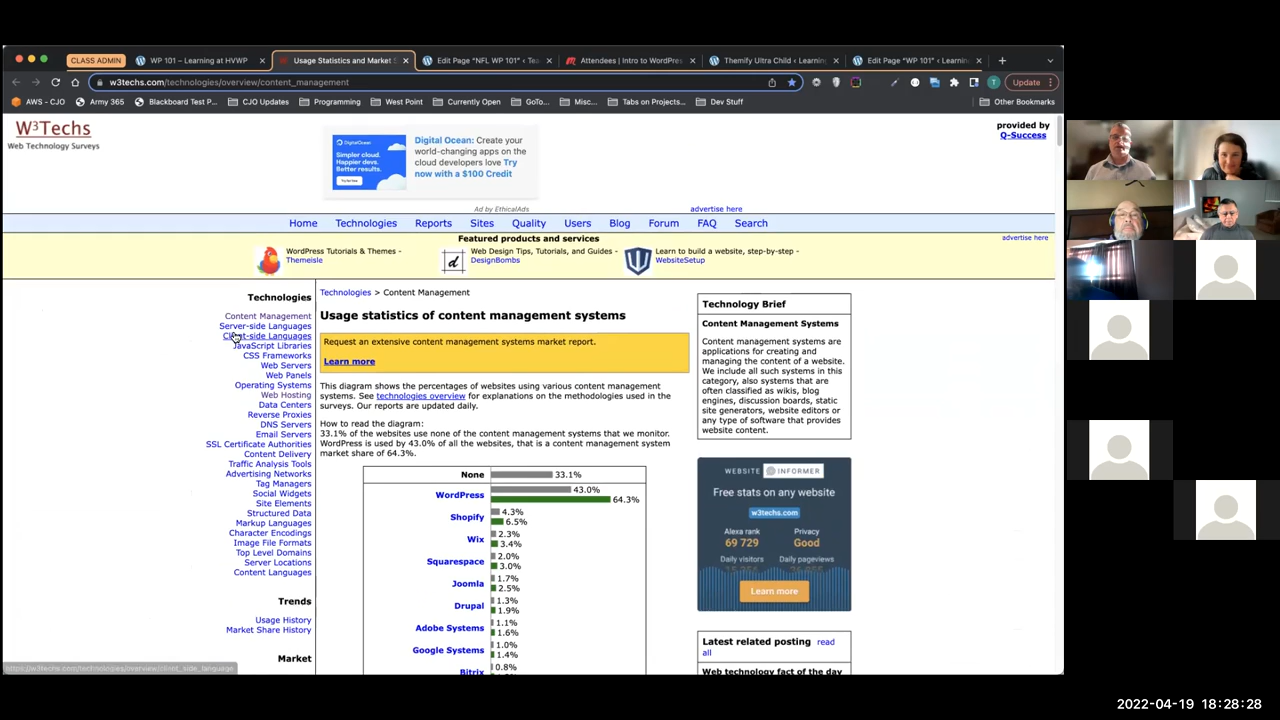 CLASS ADMIN
WP 101 – Learning at HVWP
Usage Statistics and Market S
Edit Page "NFL WP 101" ‹ Tea
Attendees | Intro to WordPres
Themify Ultra Child ‹ Learning
Edit Page "WP 101" ‹ Learning
w3techs.com/technologies/overview/content_management
Update
AWS - CJO
Army 365
Blackboard Test P...
CJO Updates
Programming
West Point
Currently Open
GoTo...
Misc...
Tabs on Projects...
Dev Stuff
Other Bookmarks
W3Techs
Web Technology Surveys
Digital Ocean: Create your
world-changing apps on the
cloud developers love Try
now with a $100 Credit
Simpler cloud.
Happier devs.
Better results.
provided by
Q-Success
Ad by EthicalAds
advertise here
Home
Technologies
Reports
Sites
Quality
Users
Blog
Forum
FAQ
Search
Featured products and services
advertise here
WordPress Tutorials & Themes -
Themeisle
Web Design Tips, Tutorials, and Guides -
DesignBombs
Learn to build a website, step-by-step -
WebsiteSetup
Technologies
Content Management
Server-side Languages
Client-side Languages
JavaScript Libraries
CSS Frameworks
Web Servers
Web Panels
Operating Systems
Web Hosting
Data Centers
Reverse Proxies
DNS Servers
Email Servers
SSL Certificate Authorities
Content Delivery
Traffic Analysis Tools
Advertising Networks
Tag Managers
Social Widgets
Site Elements
Structured Data
Markup Languages
Character Encodings
Image File Formats
Top Level Domains
Server Locations
Content Languages
Trends
Usage History
Market Share History
Market
Technologies > Content Management
Usage statistics of content management systems
Request an extensive content management systems market report.
Learn more
This diagram shows the percentages of websites using various content management
systems. See technologies overview for explanations on the methodologies used in the
surveys. Our reports are updated daily.
How to read the diagram:
33.1% of the websites use none of the content management systems that we monitor.
WordPress is used by 43.0% of all the websites, that is a content management system
market share of 64.3%.
None 33.1%
WordPress 43.0%
64.3%
Shopify 4.3%
6.5%
Wix 2.3%
3.4%
Squarespace 2.0%
3.0%
Joomla 1.7%
2.5%
Drupal 1.3%
1.9%
Adobe Systems 1.1%
1.6%
Google Systems 1.0%
1.4%
Bitrix 0.8%
Technology Brief
Content Management Systems
Content management systems are
applications for creating and
managing the content of a website.
We include all such systems in this
category, also systems that are
often classified as wikis, blog
engines, discussion boards, static
site generators, website editors or
any type of software that provides
website content.
WEBSITE INFORMER
Free stats on any website
w3techs.com
Alexa rank
69 729
Privacy
Good
Daily visitors
Daily pageviews
Learn more
Latest related posting read
all
Web technology fact of the day
https://w3techs.com/technologies/overview/client_side_language
2022-04-19 18:28:28